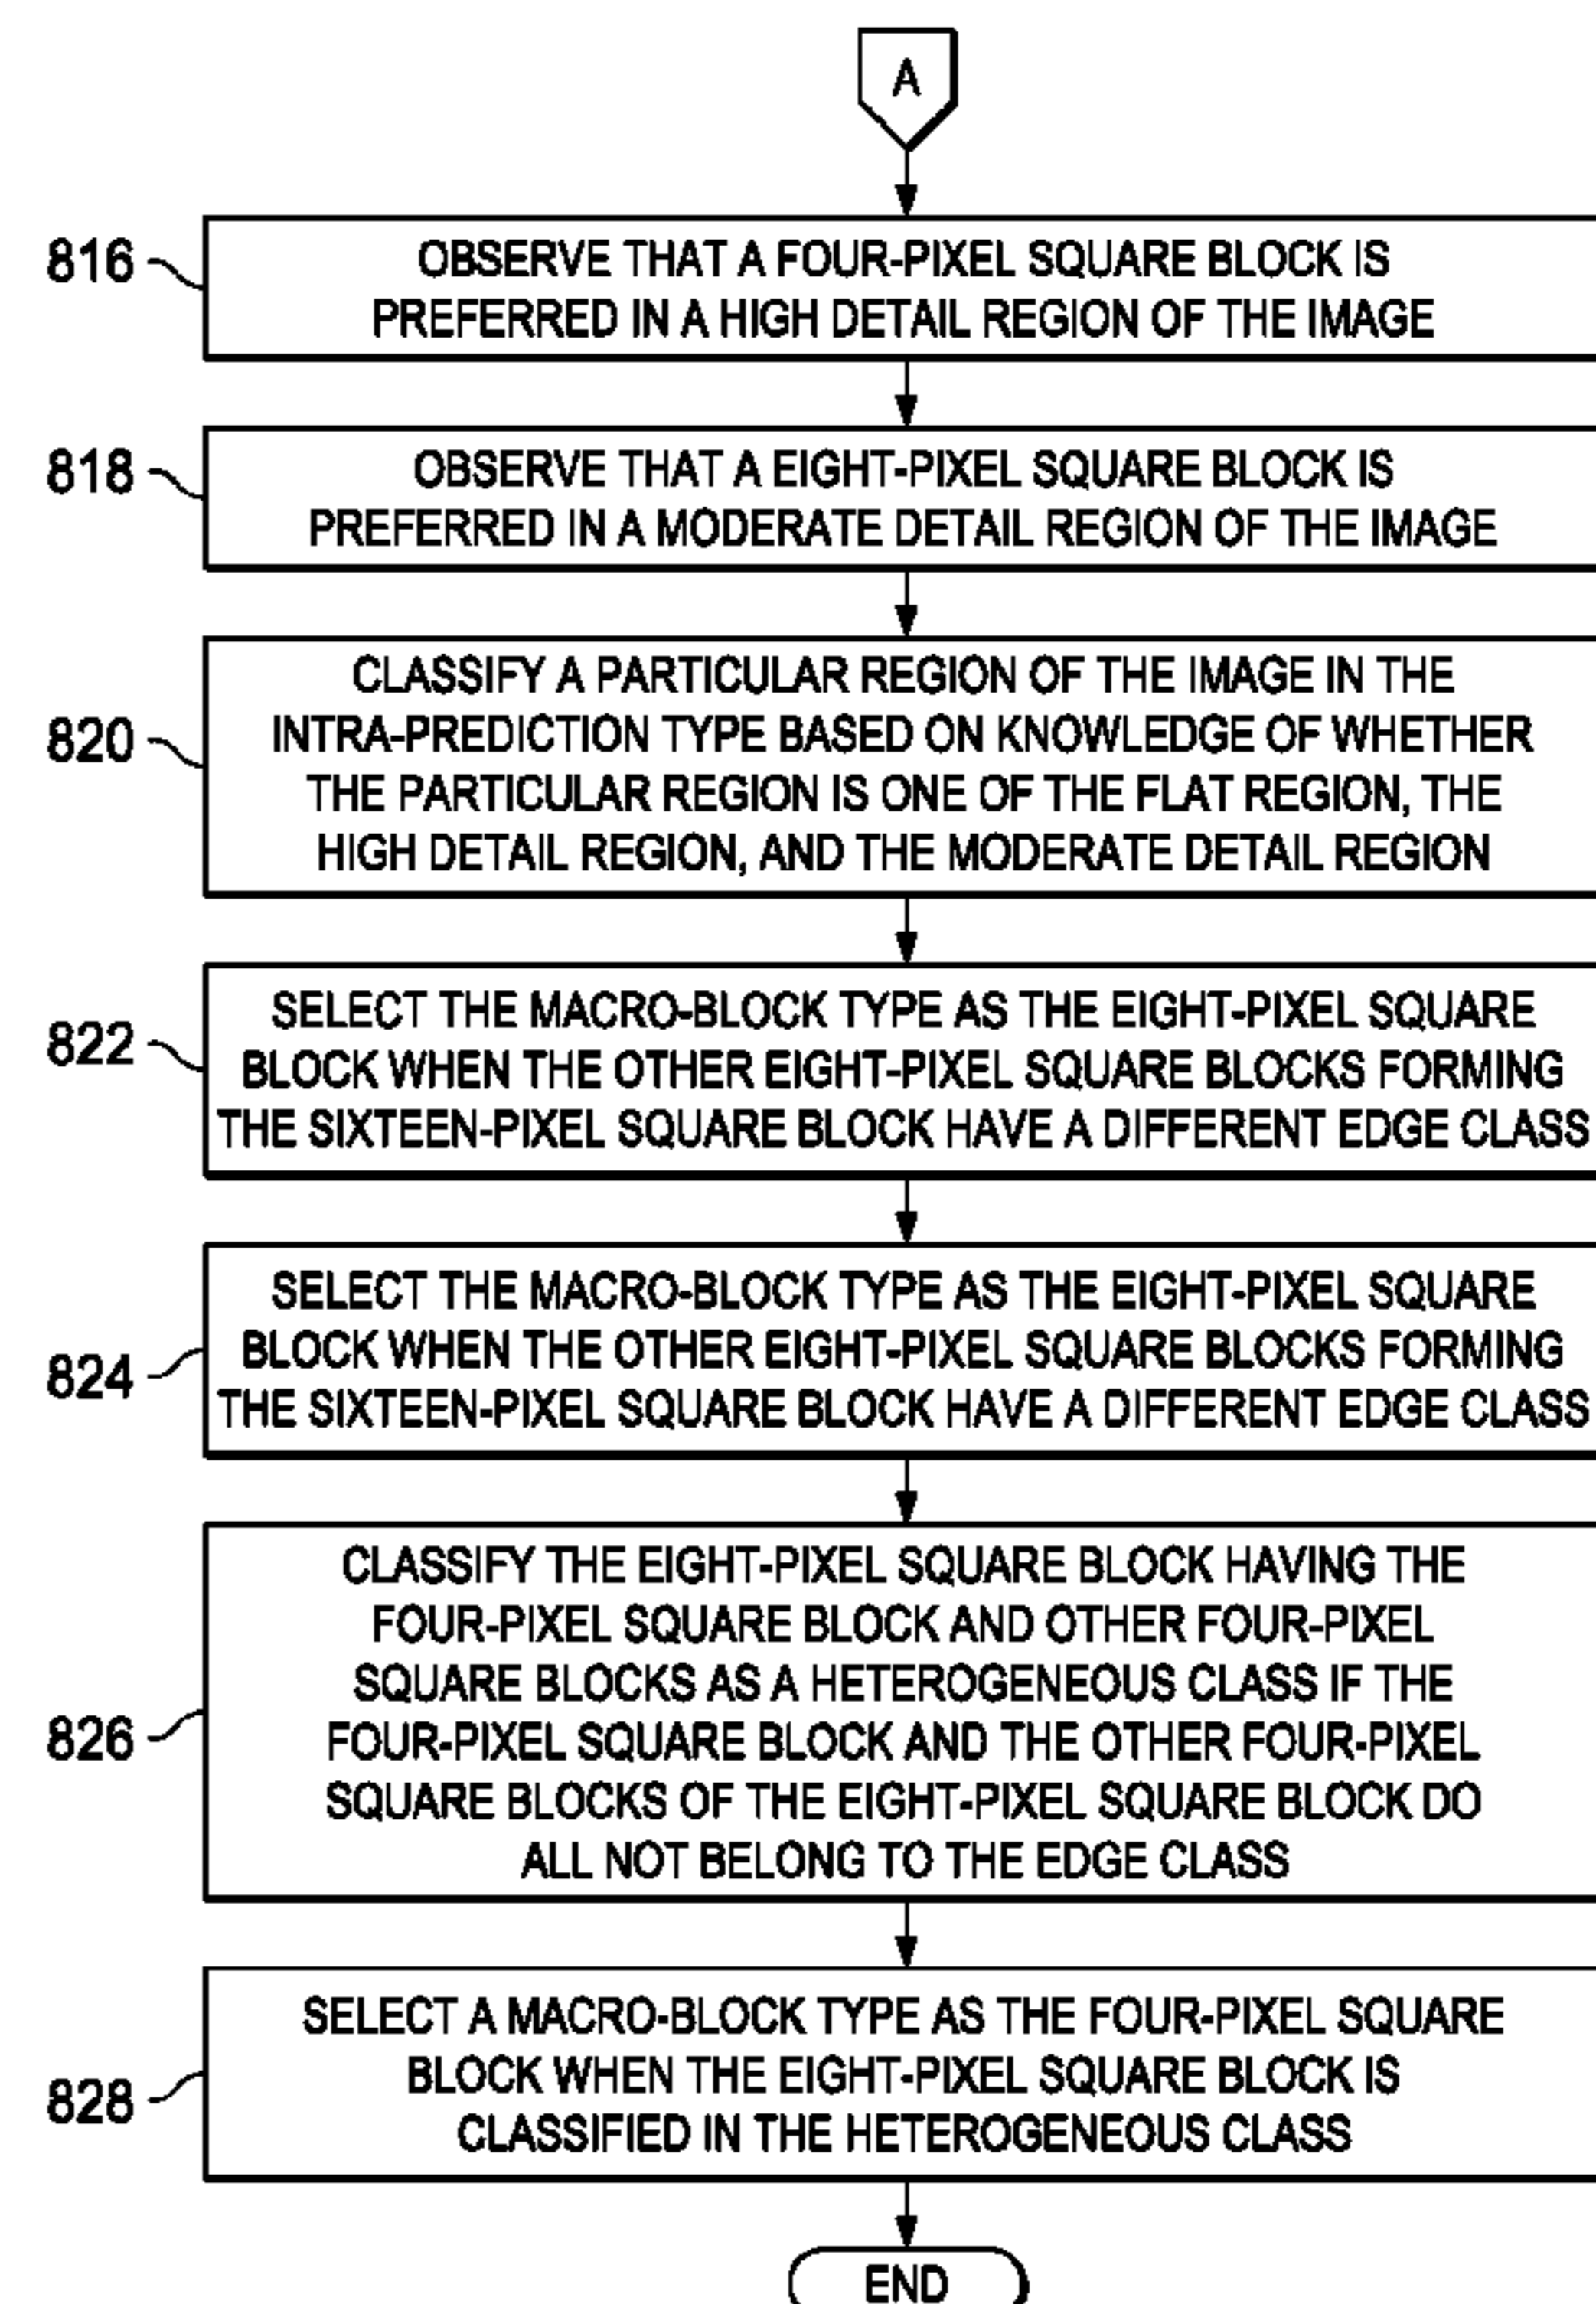 A
816
OBSERVE THAT A FOUR-PIXEL SQUARE BLOCK IS
PREFERRED IN A HIGH DETAIL REGION OF THE IMAGE
818
OBSERVE THAT A EIGHT-PIXEL SQUARE BLOCK IS
PREFERRED IN A MODERATE DETAIL REGION OF THE IMAGE
820
CLASSIFY A PARTICULAR REGION OF THE IMAGE IN THE
INTRA-PREDICTION TYPE BASED ON KNOWLEDGE OF WHETHER
THE PARTICULAR REGION IS ONE OF THE FLAT REGION, THE
HIGH DETAIL REGION, AND THE MODERATE DETAIL REGION
822
SELECT THE MACRO-BLOCK TYPE AS THE EIGHT-PIXEL SQUARE
BLOCK WHEN THE OTHER EIGHT-PIXEL SQUARE BLOCKS FORMING
THE SIXTEEN-PIXEL SQUARE BLOCK HAVE A DIFFERENT EDGE CLASS
824
SELECT THE MACRO-BLOCK TYPE AS THE EIGHT-PIXEL SQUARE
BLOCK WHEN THE OTHER EIGHT-PIXEL SQUARE BLOCKS FORMING
THE SIXTEEN-PIXEL SQUARE BLOCK HAVE A DIFFERENT EDGE CLASS
826
CLASSIFY THE EIGHT-PIXEL SQUARE BLOCK HAVING THE
FOUR-PIXEL SQUARE BLOCK AND OTHER FOUR-PIXEL
SQUARE BLOCKS AS A HETEROGENEOUS CLASS IF THE
FOUR-PIXEL SQUARE BLOCK AND THE OTHER FOUR-PIXEL
SQUARE BLOCKS OF THE EIGHT-PIXEL SQUARE BLOCK DO
ALL NOT BELONG TO THE EDGE CLASS
828
SELECT A MACRO-BLOCK TYPE AS THE FOUR-PIXEL SQUARE
BLOCK WHEN THE EIGHT-PIXEL SQUARE BLOCK IS
CLASSIFIED IN THE HETEROGENEOUS CLASS
END